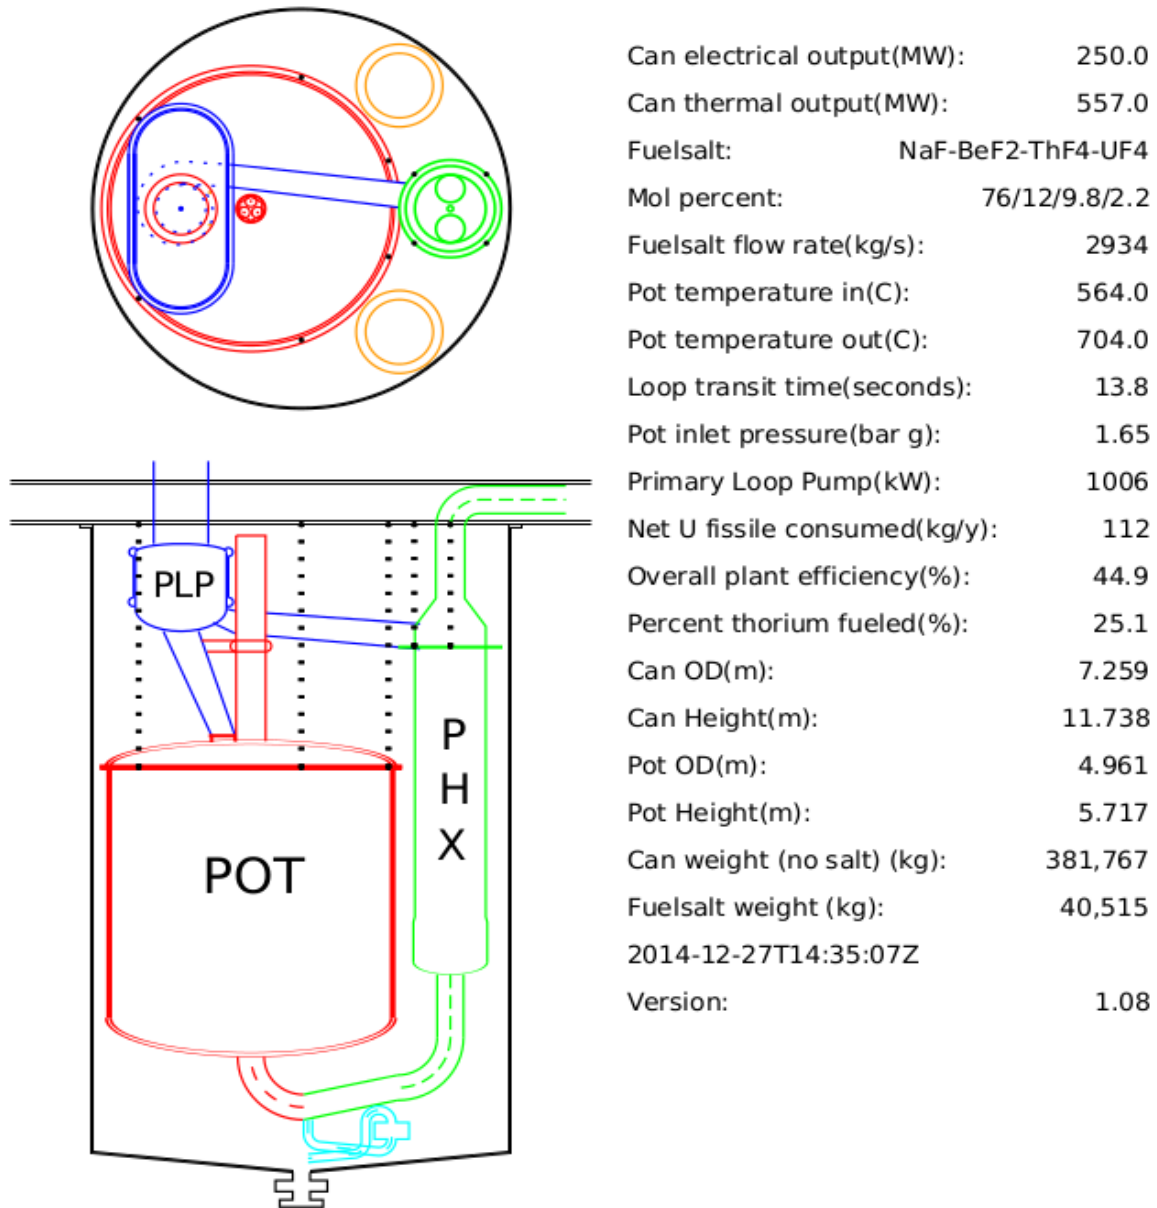 Can electrical output(MW): 250.0
Can thermal output(MW): 557.0
Fuelsalt: NaF-BeF2-ThF4-UF4
Mol percent: 76/12/9.8/2.2
Fuelsalt flow rate(kg/s): 2934
Pot temperature in(C): 564.0
Pot temperature out(C): 704.0
Loop transit time(seconds): 13.8
Pot inlet pressure(bar g): 1.65
Primary Loop Pump(kW): 1006
Net U fissile consumed(kg/y): 112
Overall plant efficiency(%): 44.9
Percent thorium fueled(%): 25.1
Can OD(m): 7.259
Can Height(m): 11.738
Pot OD(m): 4.961
Pot Height(m): 5.717
Can weight (no salt) (kg): 381,767
Fuelsalt weight (kg): 40,515
2014-12-27T14:35:07Z
Version: 1.08
PLP
P
H
X
POT